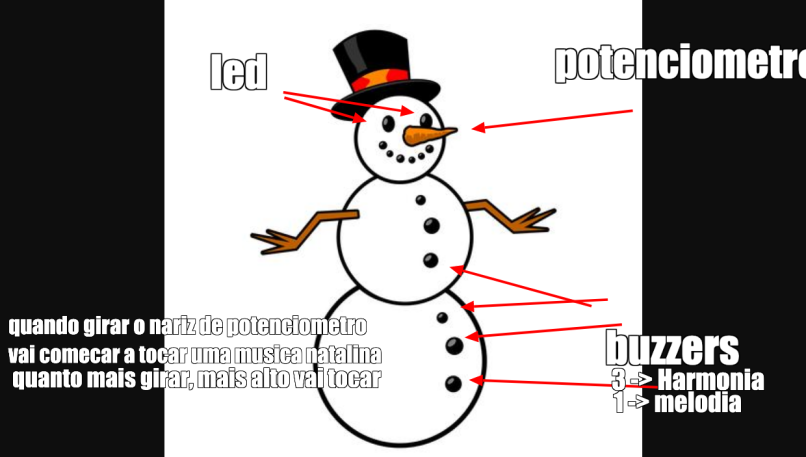 led
potenciometro
quando girar o nariz de potenciometro
vai comecar a tocar uma musica natalina
quanto mais girar, mais alto vai tocar
buzzers
3 -> Harmonia
1 -> melodia